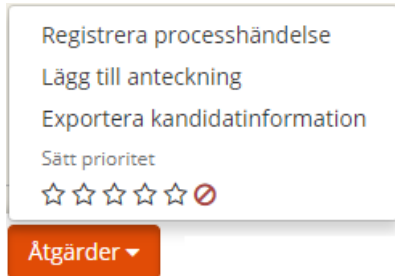 Registrera processhändelse
Lägg till anteckning
Exportera kandidatinformation
Sätt prioritet
Åtgärder